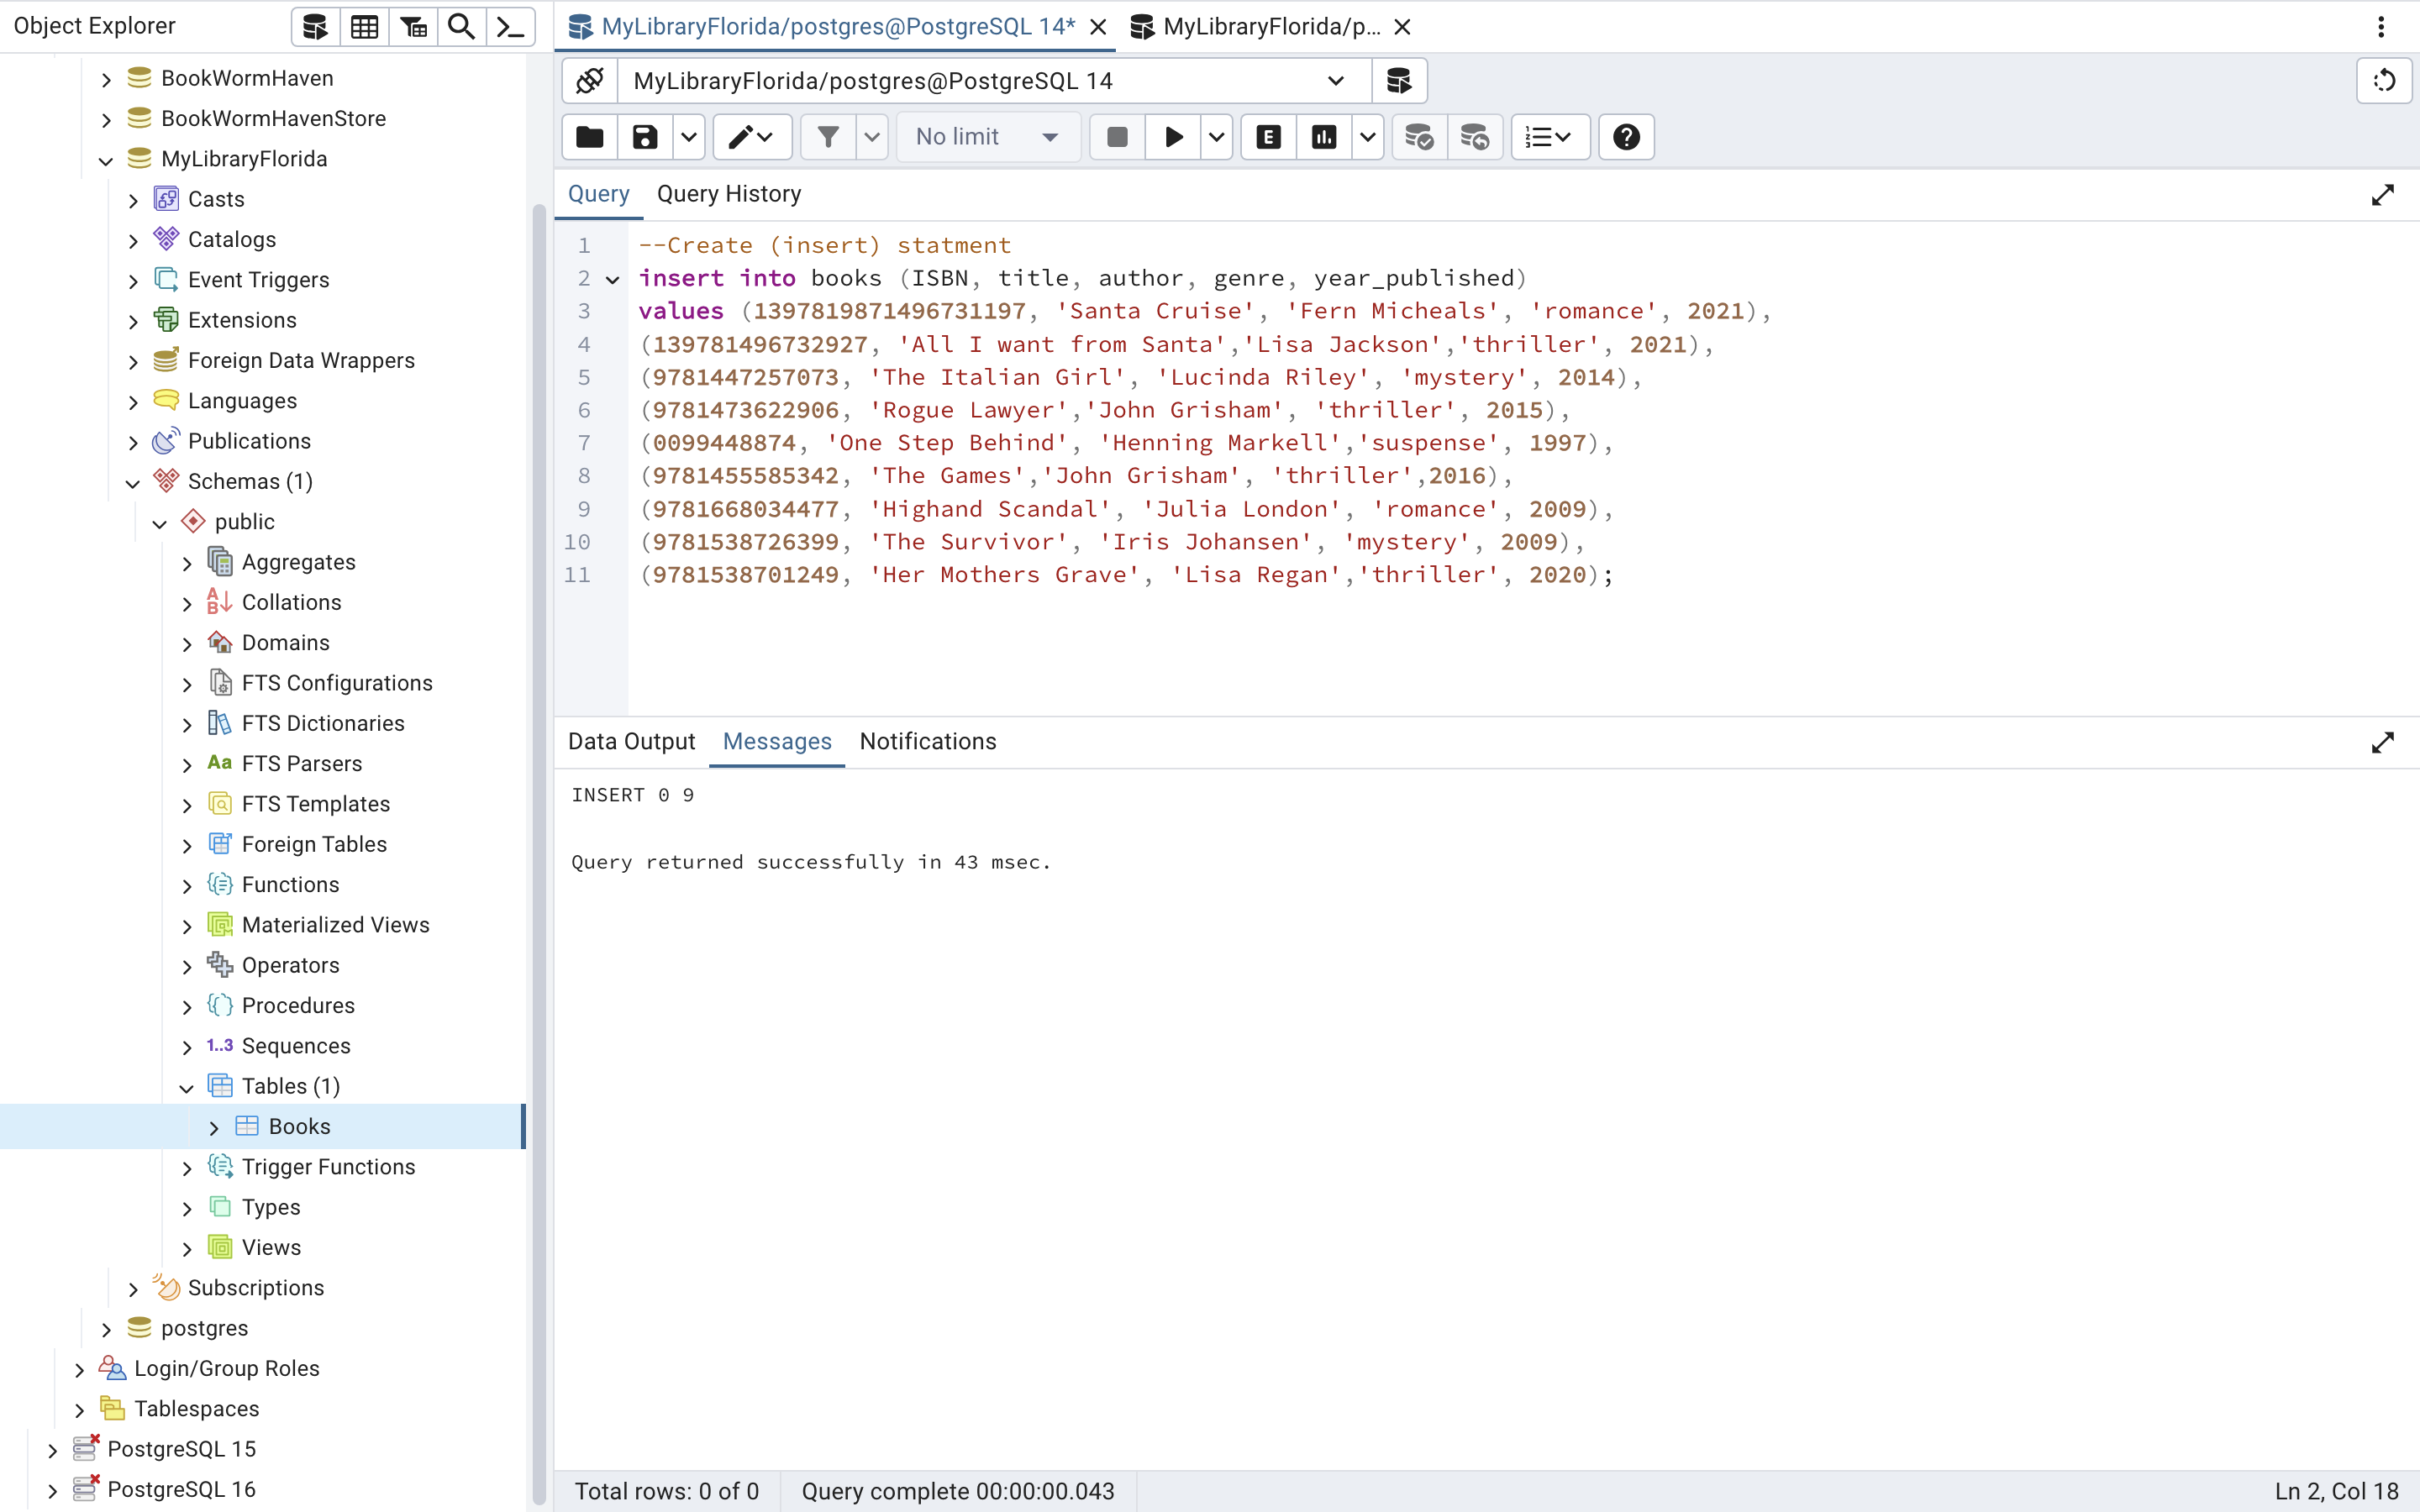 Object Explorer
BookWormHaven
BookWormHavenStore
MyLibraryFlorida
Casts
Catalogs
Event Triggers
Extensions
Foreign Data Wrappers
Languages
Publications
Schemas (1)
public
Aggregates
Collations
Domains
FTS Configurations
FTS Dictionaries
Aa FTS Parsers
FTS Templates
Foreign Tables
Functions
Materialized Views
Operators
Procedures
1..3 Sequences
Tables (1)
Books
Trigger Functions
Types
Views
Subscriptions
postgres
Login/Group Roles
Tablespaces
PostgreSQL 15
PostgreSQL 16
MyLibraryFlorida/postgres@PostgreSQL 14* MyLibraryFlorida/p...
MyLibraryFlorida/postgres@PostgreSQL 14
No limit E
Query Query History
1 --Create (insert) statment
2 insert into books (ISBN, title, author, genre, year_published)
3 values (1397819871496731197, 'Santa Cruise', 'Fern Micheals', 'romance', 2021),
4 (139781496732927, 'All I want from Santa','Lisa Jackson','thriller', 2021),
5 (9781447257073, 'The Italian Girl', 'Lucinda Riley', 'mystery', 2014),
6 (9781473622906, 'Rogue Lawyer','John Grisham', 'thriller', 2015),
7 (0099448874, 'One Step Behind', 'Henning Markell','suspense', 1997),
8 (9781455585342, 'The Games','John Grisham', 'thriller',2016),
9 (9781668034477, 'Highand Scandal', 'Julia London', 'romance', 2009),
10 (9781538726399, 'The Survivor', 'Iris Johansen', 'mystery', 2009),
11 (9781538701249, 'Her Mothers Grave', 'Lisa Regan','thriller', 2020);
Data Output Messages Notifications
INSERT 0 9
Query returned successfully in 43 msec.
Total rows: 0 of 0 Query complete 00:00:00.043 Ln 2, Col 18